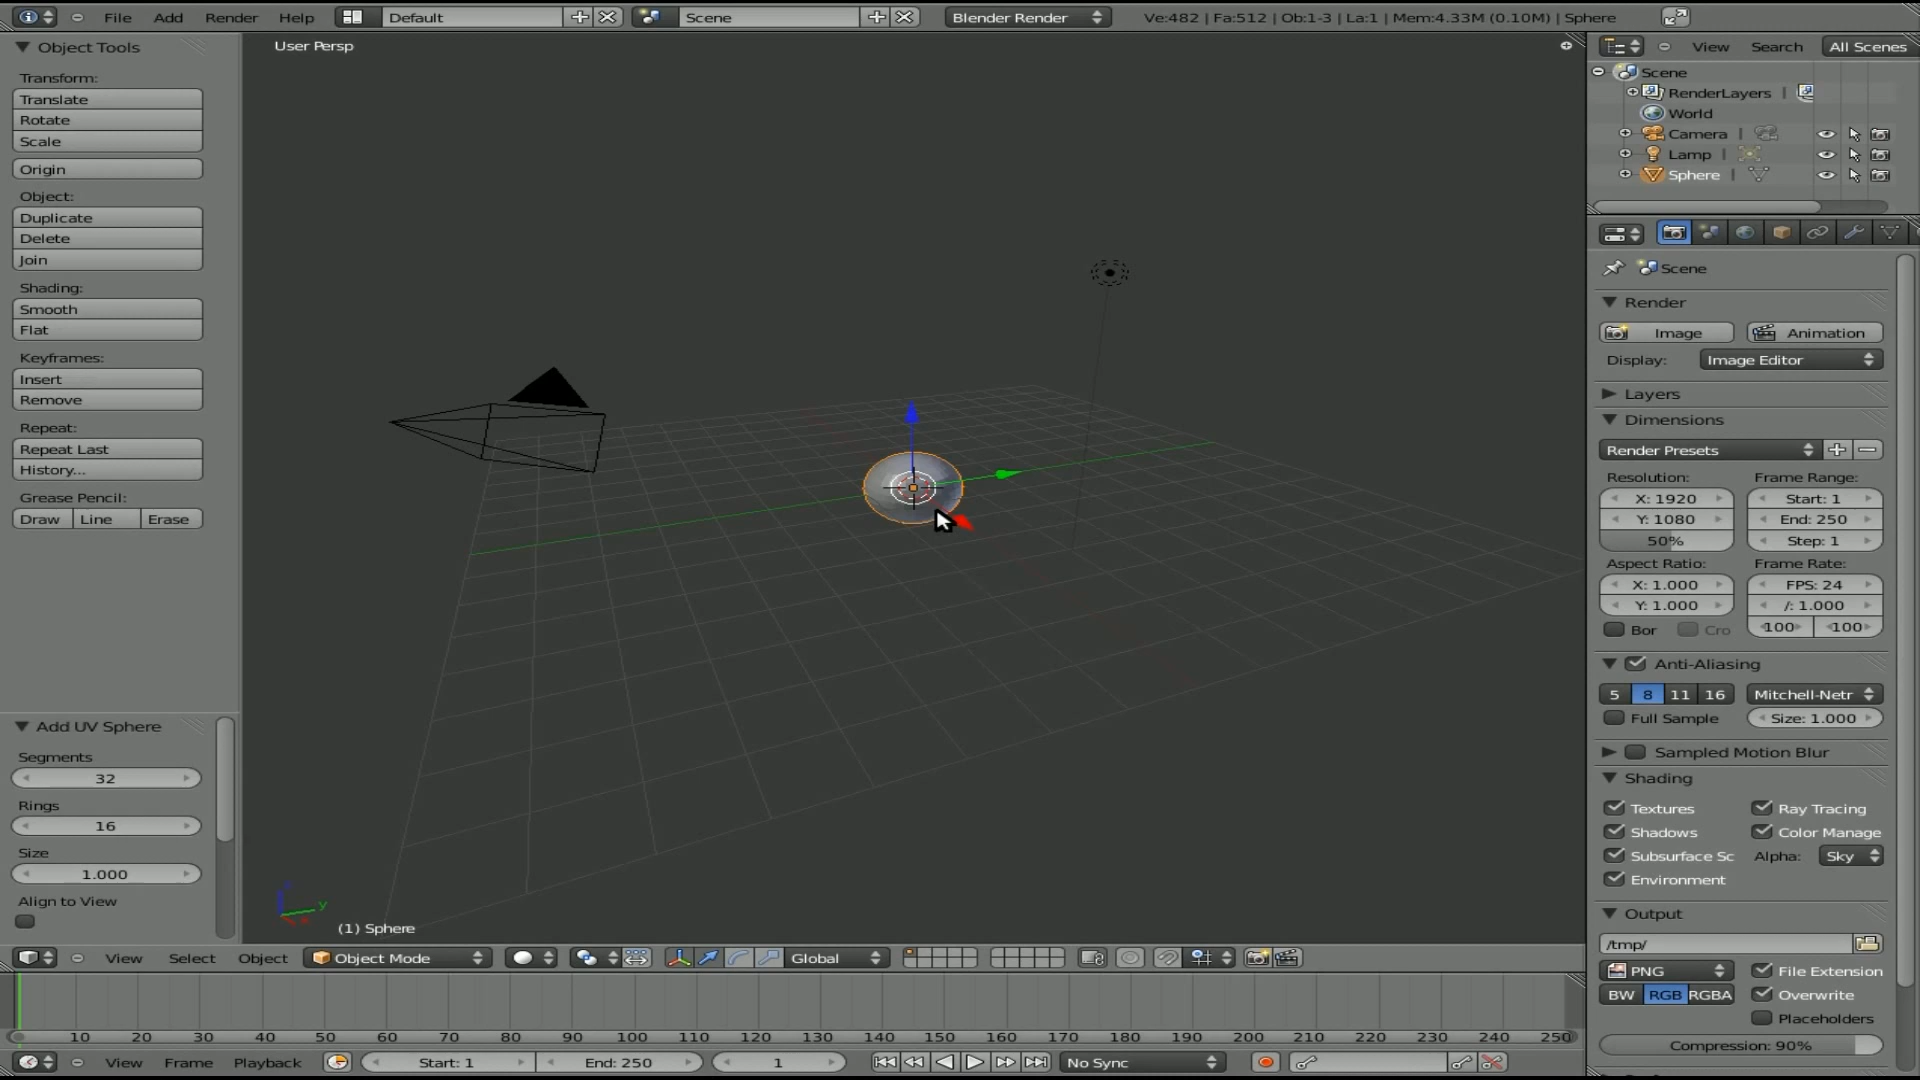 File Add Render Help Default Scene Blender Render Ve:482 | Fa:512 | Ob:1-3 | La:1 | Mem:4.33M (0.10M) | Sphere
Object Tools
Transform:
Translate
Rotate
Scale
Origin
Object:
Duplicate
Delete
Join
Shading:
Smooth
Flat
Keyframes:
Insert
Remove
Repeat:
Repeat Last
History...
Grease Pencil:
Draw Line Erase
Add UV Sphere
Segments
32
Rings
16
Size
1.000
Align to View
User Persp
y
(1) Sphere
View Select Object Object Mode Global
10 20 30 40 50 60 70 80 90 100 110 120 130 140 150 160 170 180 190 200 210 220 230 240 250
View Frame Playback Start: 1 End: 250 1 No Sync
View Search All Scenes
Scene
RenderLayers |
World
Camera |
Lamp |
Sphere |
Scene
Render
Image Animation
Display: Image Editor
Layers
Dimensions
Render Presets
Resolution: Frame Range:
X: 1920 Start: 1
Y: 1080 End: 250
50% Step: 1
Aspect Ratio: Frame Rate:
X: 1.000 FPS: 24
Y: 1.000 /: 1.000
Bor Cro 100 100
Anti-Aliasing
5 8 11 16 Mitchell-Netr
Full Sample Size: 1.000
Sampled Motion Blur
Shading
Textures Ray Tracing
Shadows Color Manage
Subsurface Sc Alpha: Sky
Environment
Output
/tmp/
PNG File Extension
BW RGB RGBA Overwrite
Placeholders
Compression: 90%